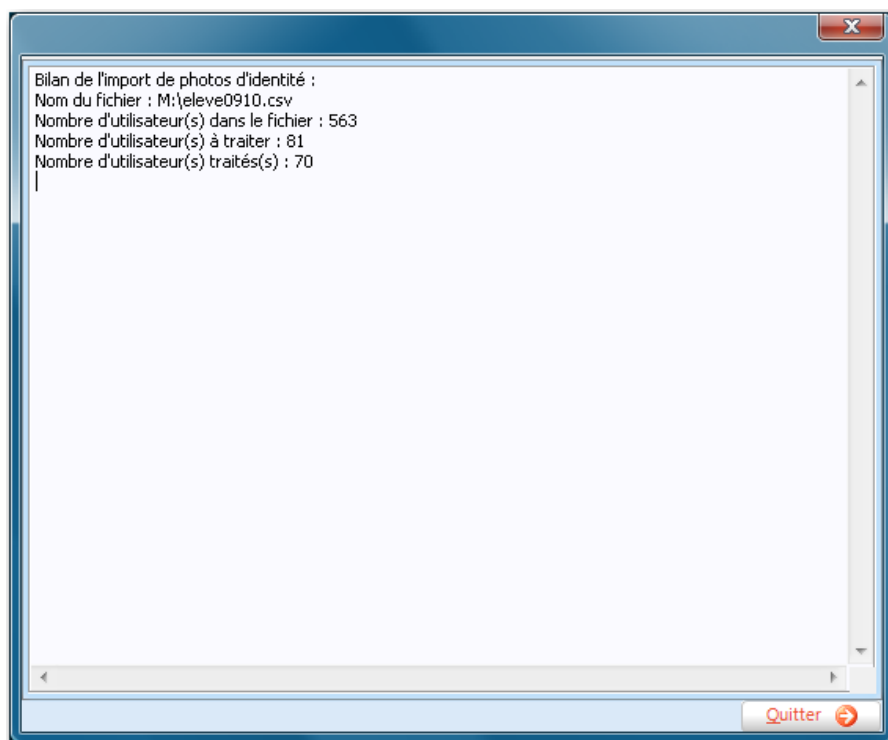 Bilan de l'import de photos d'identité :
Nom du fichier : M:\eleve0910.csv
Nombre d'utilisateur(s) dans le fichier : 563
Nombre d'utilisateur(s) à traiter : 81
Nombre d'utilisateur(s) traités(s) : 70
Quitter